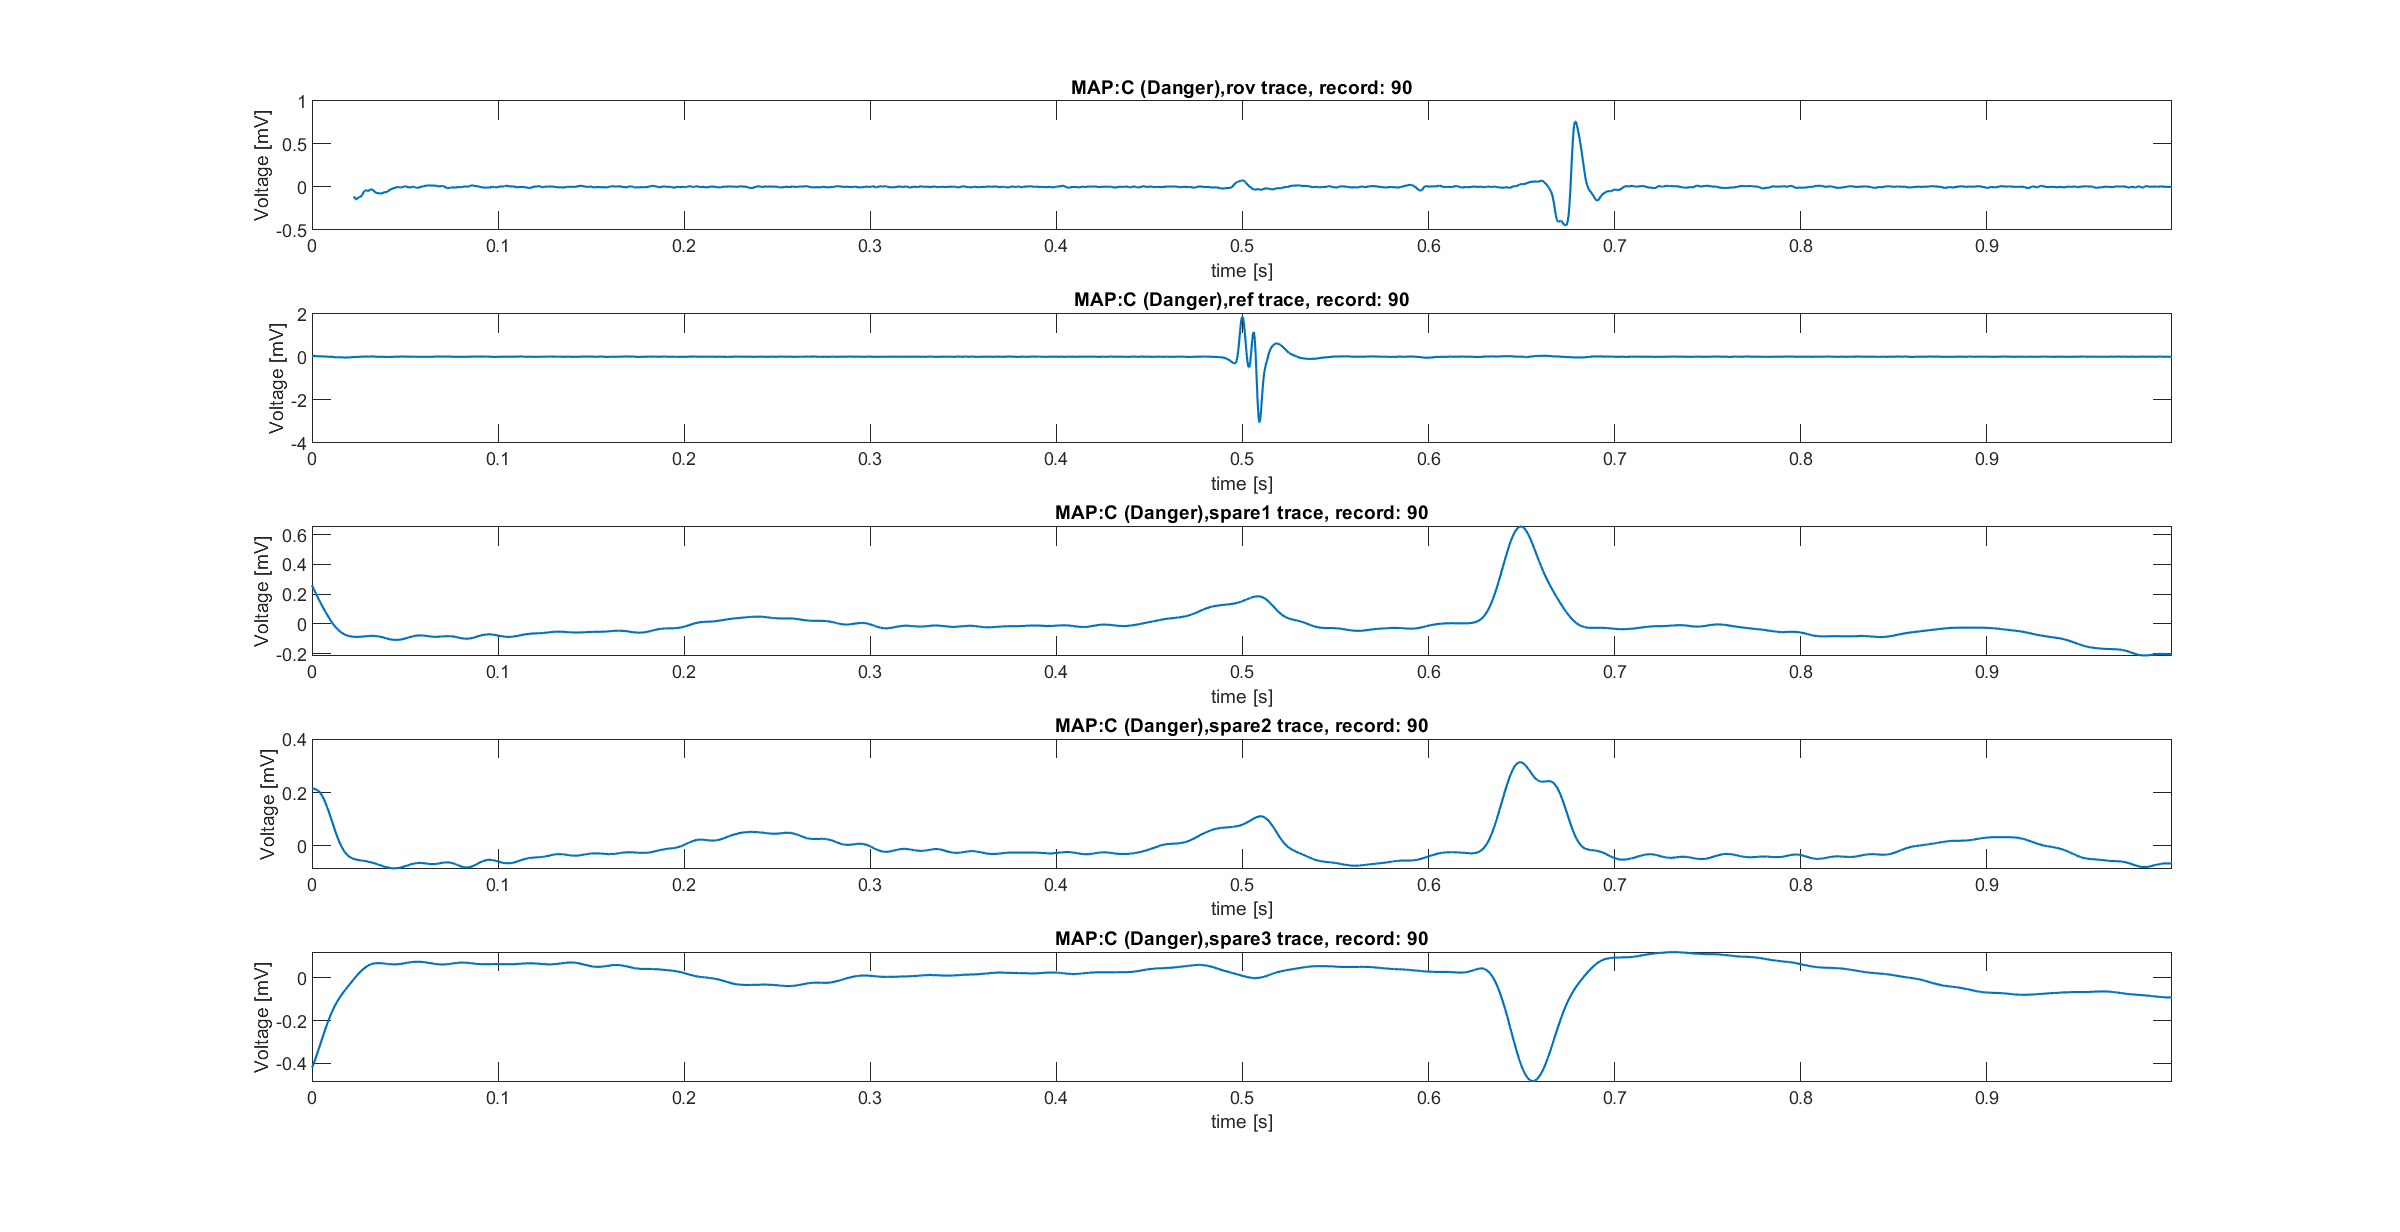 MAP:C (Danger),rov trace, record: 90
Voltage [mV]
1
0.5
0
-0.5
0 0.1 0.2 0.3 0.4 0.5 0.6 0.7 0.8 0.9
time [s]
MAP:C (Danger),ref trace, record: 90
Voltage [mV]
2
0
-2
-4
0 0.1 0.2 0.3 0.4 0.5 0.6 0.7 0.8 0.9
time [s]
MAP:C (Danger),spare1 trace, record: 90
Voltage [mV]
0.6
0.4
0.2
0
-0.2
0 0.1 0.2 0.3 0.4 0.5 0.6 0.7 0.8 0.9
time [s]
MAP:C (Danger),spare2 trace, record: 90
Voltage [mV]
0.4
0.2
0
0 0.1 0.2 0.3 0.4 0.5 0.6 0.7 0.8 0.9
time [s]
MAP:C (Danger),spare3 trace, record: 90
Voltage [mV]
0
-0.2
-0.4
0 0.1 0.2 0.3 0.4 0.5 0.6 0.7 0.8 0.9
time [s]